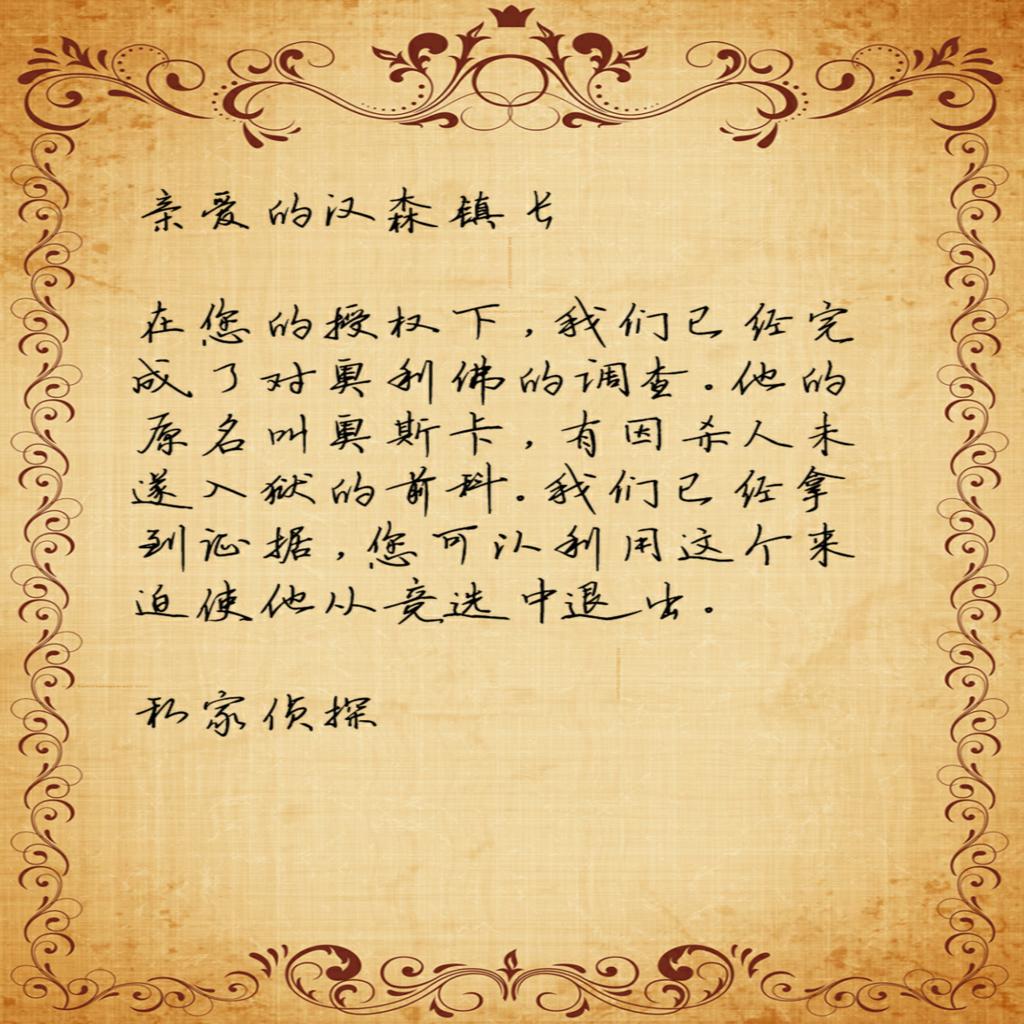 亲爱的汉森镇长
在您的授权下，我们已经完
成了对奥利佛的调查。他的
原名叫奥斯卡，有因杀人未
遂入狱的前科。我们已经拿
到证据，您可以利用这个来
迫使他从竞选中退出。
私家侦探